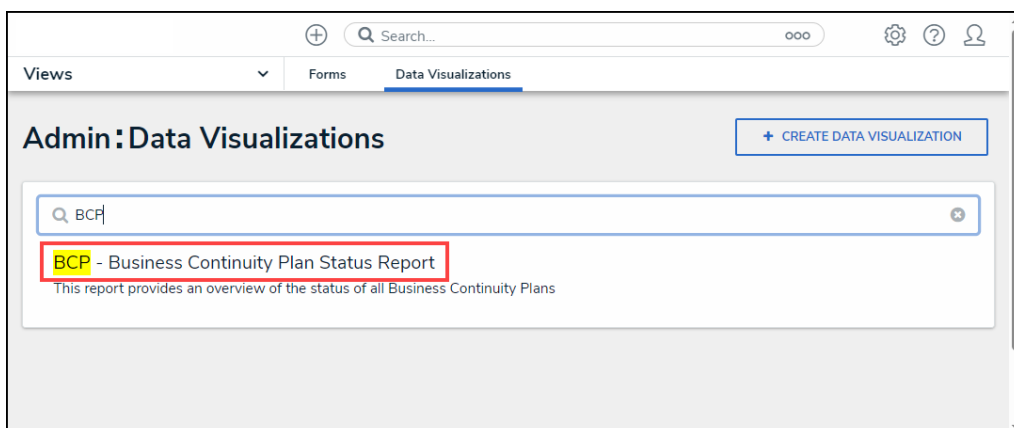 Search...
ooo
Views
Forms
Data Visualizations
Admin:Data Visualizations
+ CREATE DATA VISUALIZATION
BCP
BCP - Business Continuity Plan Status Report
This report provides an overview of the status of all Business Continuity Plans